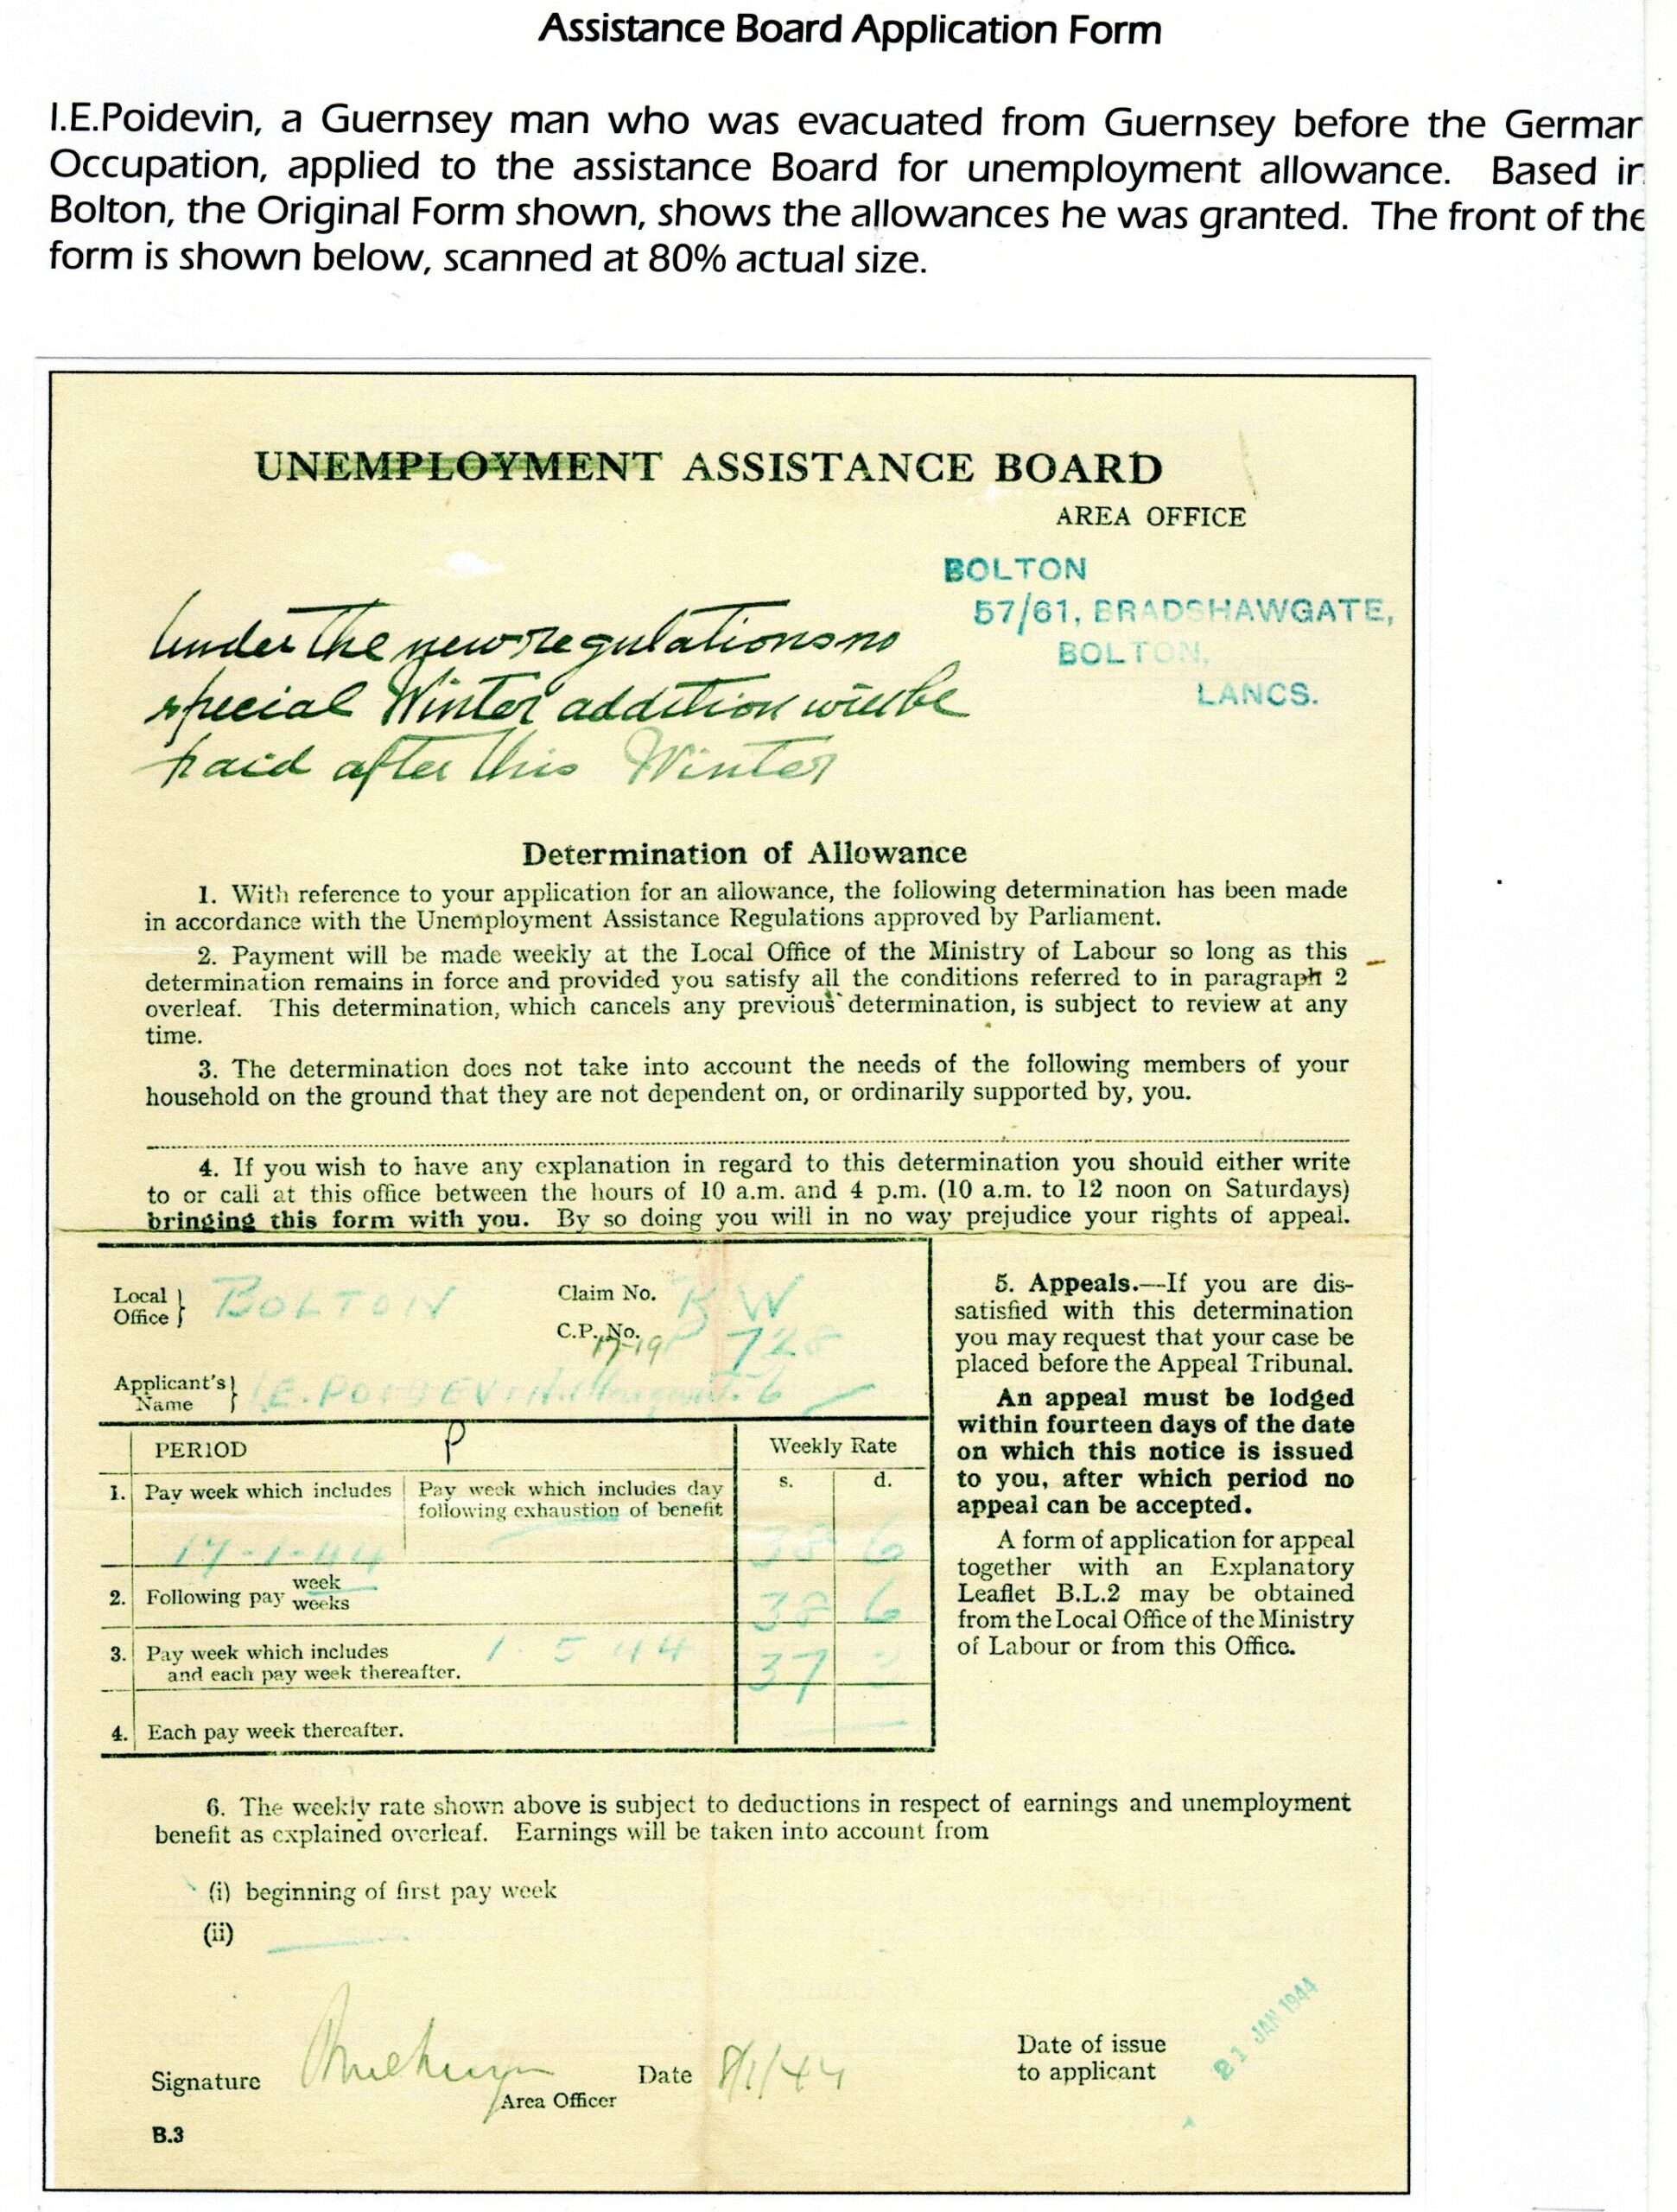 Assistance Board Application Form
I.E.Poidevin, a Guernsey man who was evacuated from Guernsey before the German
Occupation, applied to the assistance Board for unemployment allowance. Based in
Bolton, the Original Form shown, shows the allowances he was granted. The front of the
form is shown below, scanned at 80% actual size.
UNEMPLOYMENT ASSISTANCE BOARD
AREA OFFICE
BOLTON
57/61, BRADSHAWGATE,
BOLTON,
LANCS.
Under the new regulations no
special Winter addition will be
paid after this Winter
Determination of Allowance
1. With reference to your application for an allowance, the following determination has been made
in accordance with the Unemployment Assistance Regulations approved by Parliament.
2. Payment will be made weekly at the Local Office of the Ministry of Labour so long as this
determination remains in force and provided you satisfy all the conditions referred to in paragraph 2
overleaf. This determination, which cancels any previous determination, is subject to review at any
time.
3. The determination does not take into account the needs of the following members of your
household on the ground that they are not dependent on, or ordinarily supported by, you.
4. If you wish to have any explanation in regard to this determination you should either write
to or call at this office between the hours of 10 a.m. and 4 p.m. (10 a.m. to 12 noon on Saturdays)
bringing this form with you. By so doing you will in no way prejudice your rights of appeal.
Local Office } BOLTON
Claim No. W
C.P. No. 728
Applicant's Name } I.E. POIDEVIN
PERIOD
Weekly Rate
s. d.
1. Pay week which includes
Pay week which includes day
following exhaustion of benefit
17-1-44 38 6
2. Following pay week weeks 38 6
3. Pay week which includes 1 5 44
and each pay week thereafter. 37
4. Each pay week thereafter.
5. Appeals.—If you are dis-
satisfied with this determination
you may request that your case be
placed before the Appeal Tribunal.
An appeal must be lodged
within fourteen days of the date
on which this notice is issued
to you, after which period no
appeal can be accepted.
A form of application for appeal
together with an Explanatory
Leaflet B.L.2 may be obtained
from the Local Office of the Ministry
of Labour or from this Office.
6. The weekly rate shown above is subject to deductions in respect of earnings and unemployment
benefit as explained overleaf. Earnings will be taken into account from
(i) beginning of first pay week
(ii)
Signature
Area Officer
Date 8/1/44
Date of issue
to applicant
21 JAN 1944
B.3